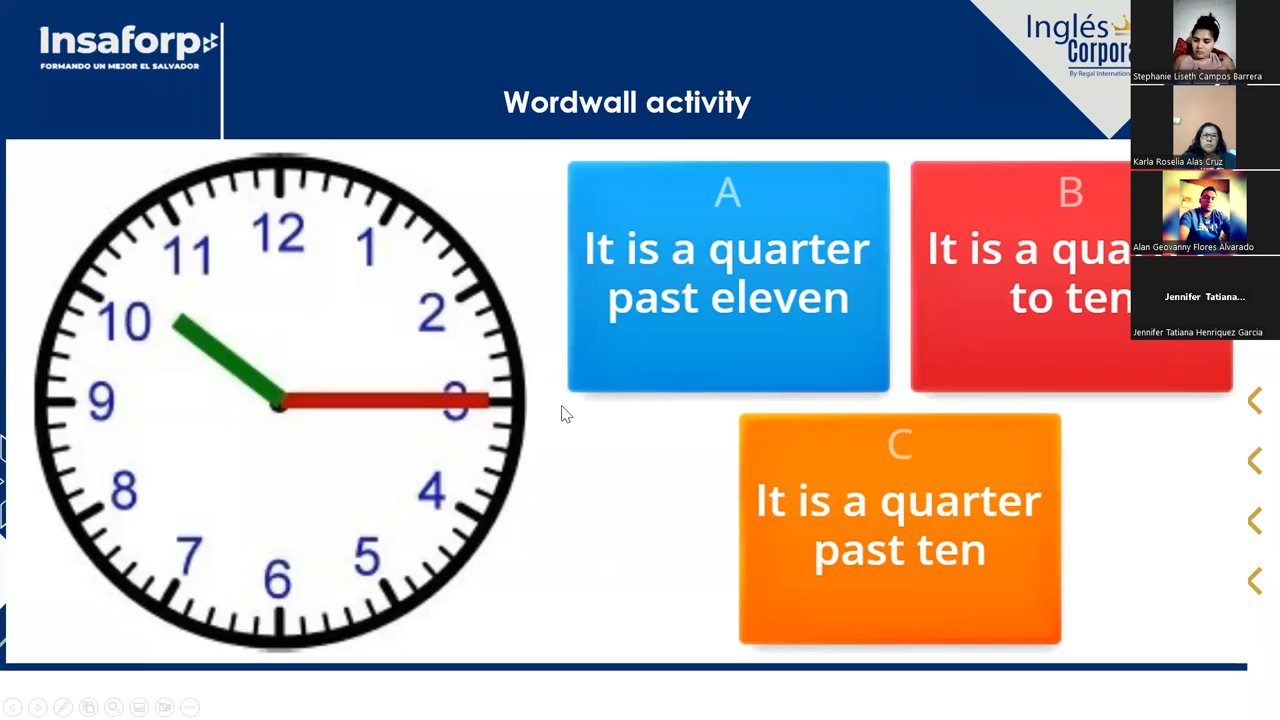 Insaforp
FORMANDO UN MEJOR EL SALVADOR
Inglés
Corpora
By Regal Internation
Wordwall activity
12
11
1
10
2
9
3
8
4
7
5
6
A
It is a quarter
past eleven
B
It is a qua
to ten
C
It is a quarter
past ten
Stephanie Liseth Campos Barrera
Karla Roselia Alas Cruz
Alan Geovanny Flores Alvarado
Jennifer Tatiana...
Jennifer Tatiana Henriquez Garcia